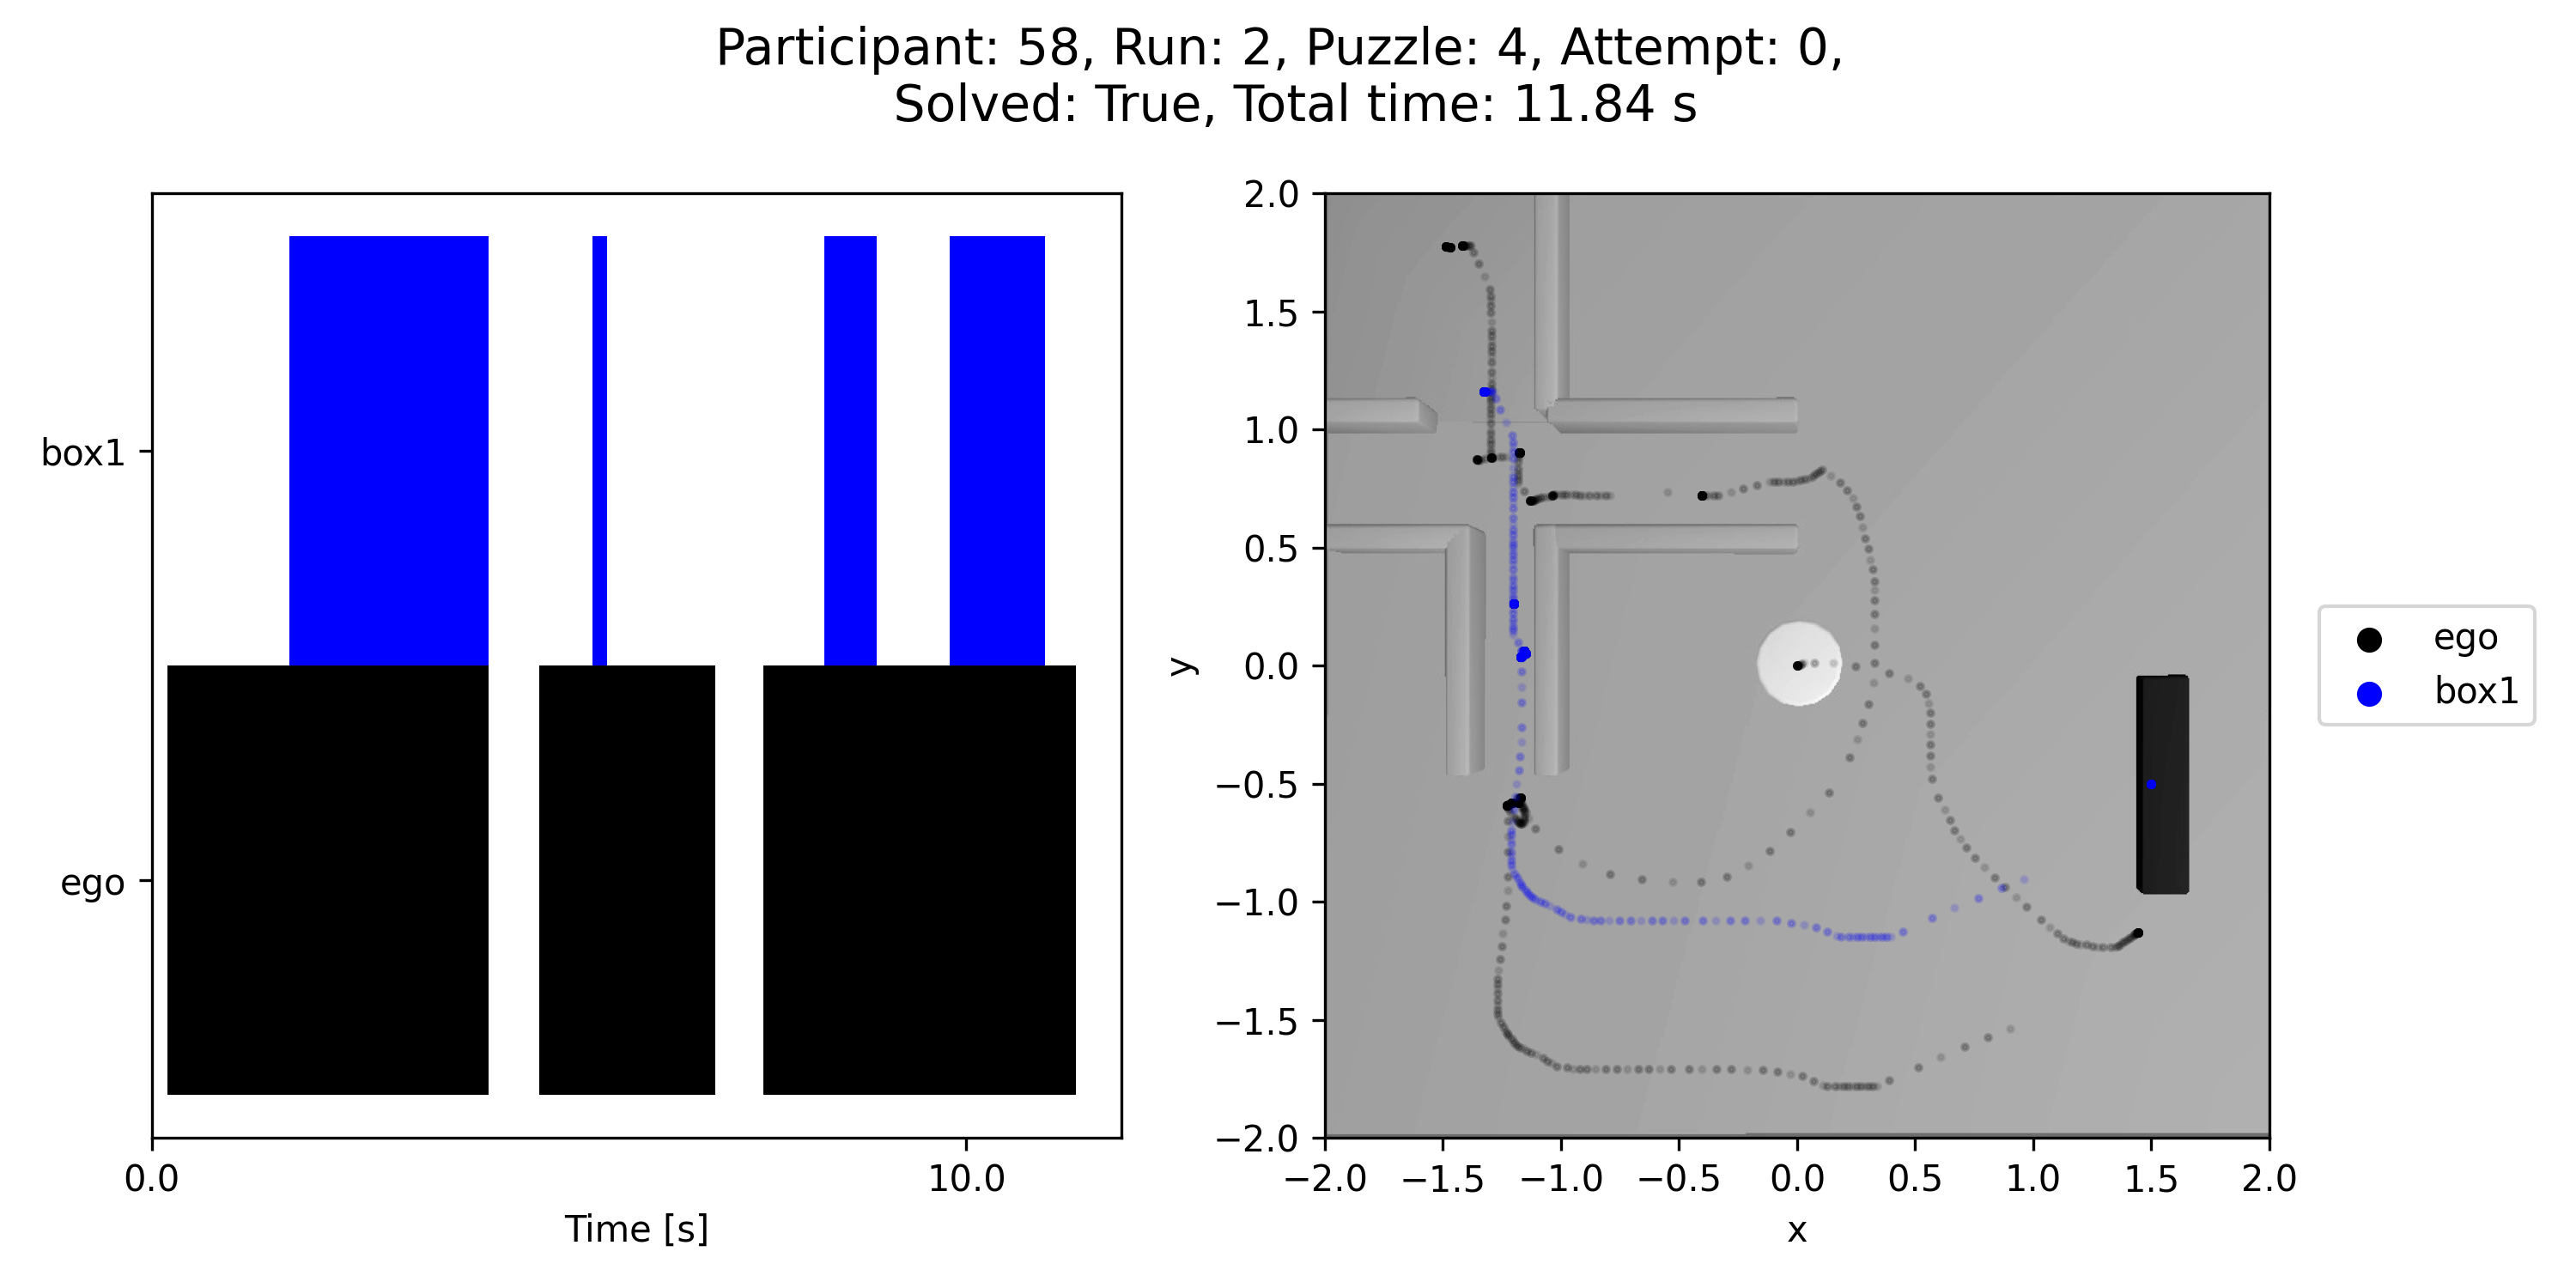 Participant: 58, Run: 2, Puzzle: 4, Attempt: 0,
Solved: True, Total time: 11.84 s
box1
ego
0.0
10.0
Time [s]
2.0
1.5
1.0
0.5
0.0
−0.5
−1.0
−1.5
−2.0
y
−2.0
−1.5
−1.0
−0.5
0.0
0.5
1.0
1.5
2.0
x
ego
box1